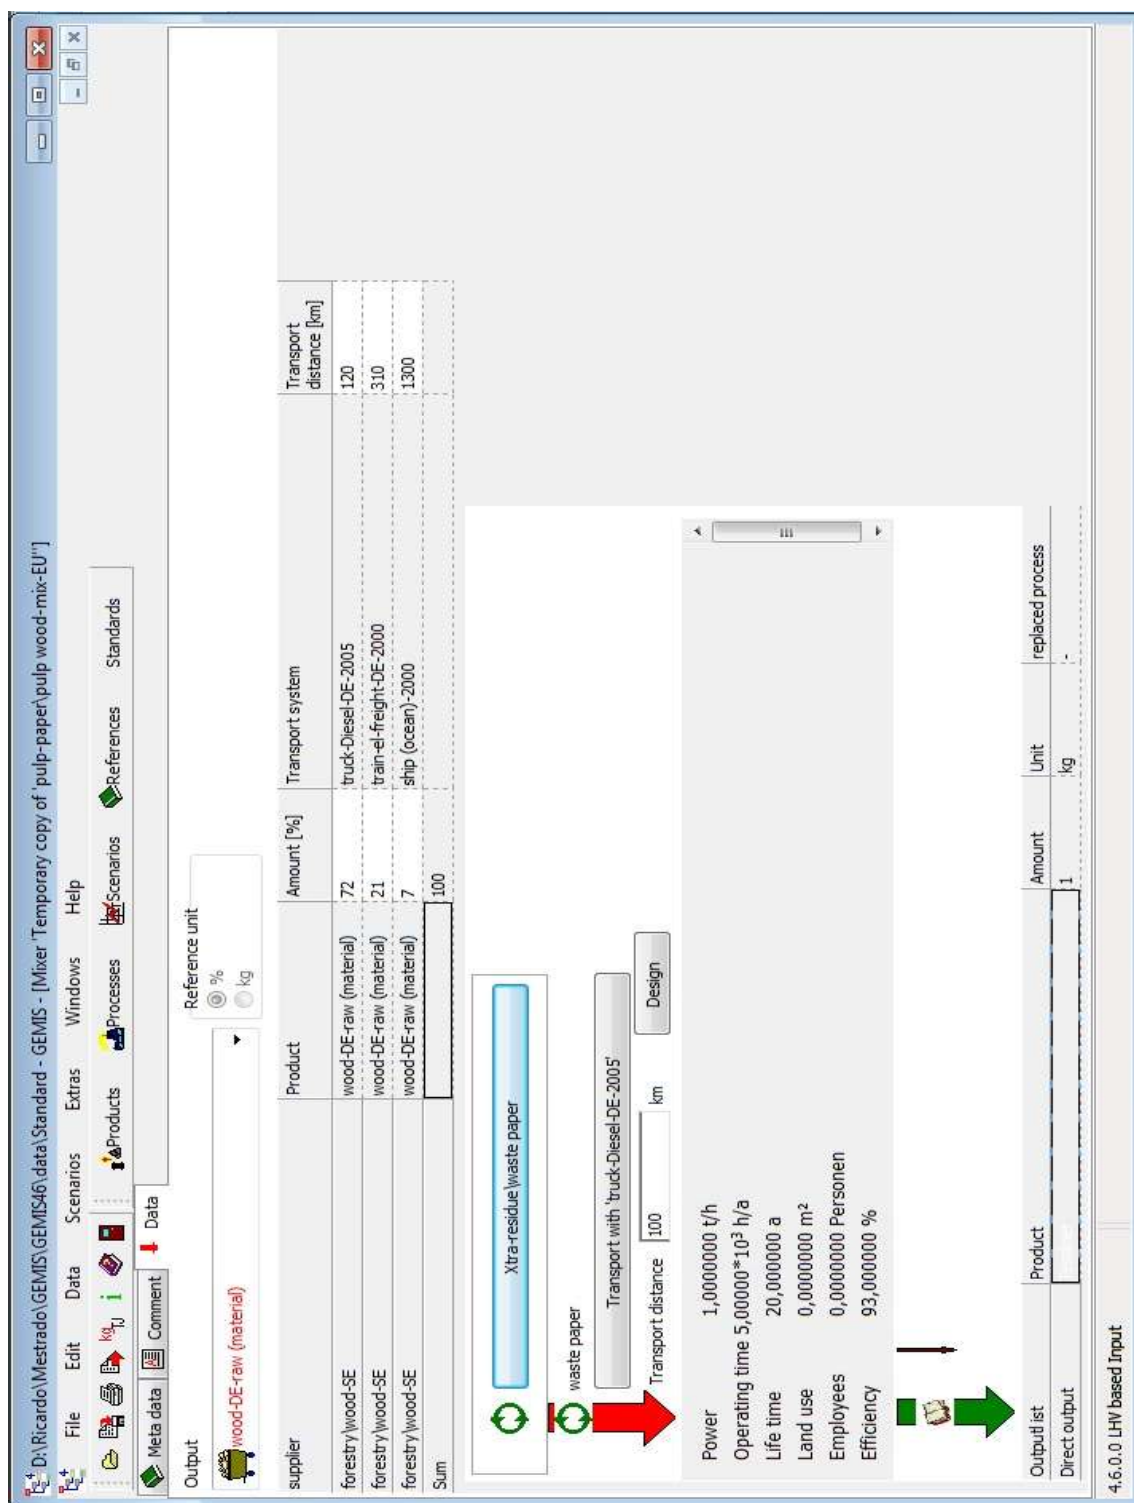 D:\Ricardo\Mestrado\GEMIS\GEMIS46\data\Standard - GEMIS - [Mixer 'Temporary copy of 'pulp-paper\pulp wood-mix-EU'']
File Edit Data Scenarios Extras Windows Help
kg TJ i Products Processes Scenarios References Standards
Meta data Comment Data
Output Reference unit
wood-DE-raw (material) %
kg
supplier Product Amount [%] Transport system Transport distance [km]
forestry\wood-SE wood-DE-raw (material) 72 truck-Diesel-DE-2005 120
forestry\wood-SE wood-DE-raw (material) 21 train-el-freight-DE-2000 310
forestry\wood-SE wood-DE-raw (material) 7 ship (ocean)-2000 1300
Sum 100
Xtra-residue\waste paper
waste paper
Transport with 'truck-Diesel-DE-2005'
Transport distance 100 km Design
Power 1,0000000 t/h
Operating time 5,00000*10³ h/a
Life time 20,000000 a
Land use 0,0000000 m²
Employees 0,0000000 Personen
Efficiency 93,000000 %
Outputlist Product Amount Unit replaced process
Direct output 1 kg -
4.6.0.0 LHV based Input